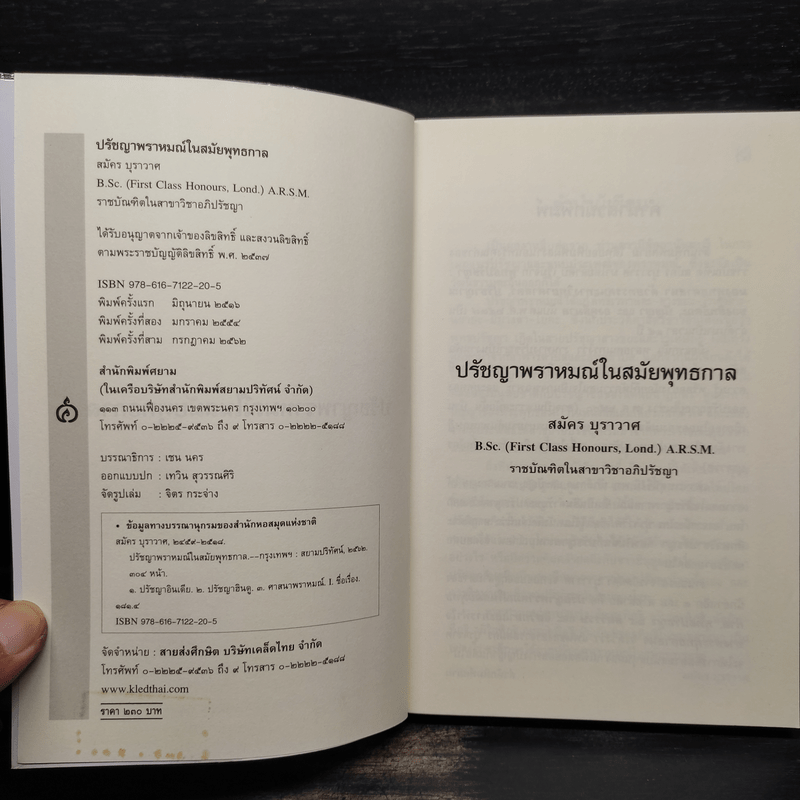 ปรัชญาพราหมณ์ในสมัยพุทธกาล
สมัคร บุราวาศ
B.Sc. (First Class Honours, Lond.) A.R.S.M.
ราชบัณฑิตในสาขาวิชาอภิปรัชญา
ได้รับอนุญาตจากเจ้าของลิขสิทธิ์ และสงวนลิขสิทธิ์
ตามพระราชบัญญัติลิขสิทธิ์ พ.ศ. ๒๕๓๗
ISBN 978-616-7122-20-5
พิมพ์ครั้งแรก มิถุนายน ๒๕๑๖
พิมพ์ครั้งที่สอง มกราคม ๒๕๕๔
พิมพ์ครั้งที่สาม กรกฎาคม ๒๕๖๒
สำนักพิมพ์ศยาม
(ในเครือบริษัทสำนักพิมพ์สยามปริทัศน์ จำกัด)
๑๑๓ ถนนเฟื่องนคร เขตพระนคร กรุงเทพฯ ๑๐๒๐๐
โทรศัพท์ ๐-๒๒๒๕-๙๕๓๖ ถึง ๙ โทรสาร ๐-๒๒๒๒-๕๑๘๘
บรรณาธิการ : เชน นคร
ออกแบบปก : เทวิน สุวรรณศิริ
จัดรูปเล่ม : จิตร กระจ่าง
• ข้อมูลทางบรรณานุกรมของสำนักหอสมุดแห่งชาติ
สมัคร บุราวาศ, ๒๔๕๙-๒๕๑๘.
ปรัชญาพราหมณ์ในสมัยพุทธกาล.--กรุงเทพฯ : สยามปริทัศน์, ๒๕๖๒.
๓๐๔ หน้า.
๑. ปรัชญาอินเดีย. ๒. ปรัชญาฮินดู. ๓. ศาสนาพราหมณ์. I. ชื่อเรื่อง.
๑๘๑.๔
ISBN 978-616-7122-20-5
จัดจำหน่าย : สายส่งศึกษิต บริษัทเคล็ดไทย จำกัด
โทรศัพท์ ๐-๒๒๒๕-๙๕๓๖ ถึง ๙ โทรสาร ๐-๒๒๒๒-๕๑๘๘
www.kledthai.com
ราคา ๒๓๐ บาท
ปรัชญาพราหมณ์ในสมัยพุทธกาล
สมัคร บุราวาศ
B.Sc. (First Class Honours, Lond.) A.R.S.M.
ราชบัณฑิตในสาขาวิชาอภิปรัชญา